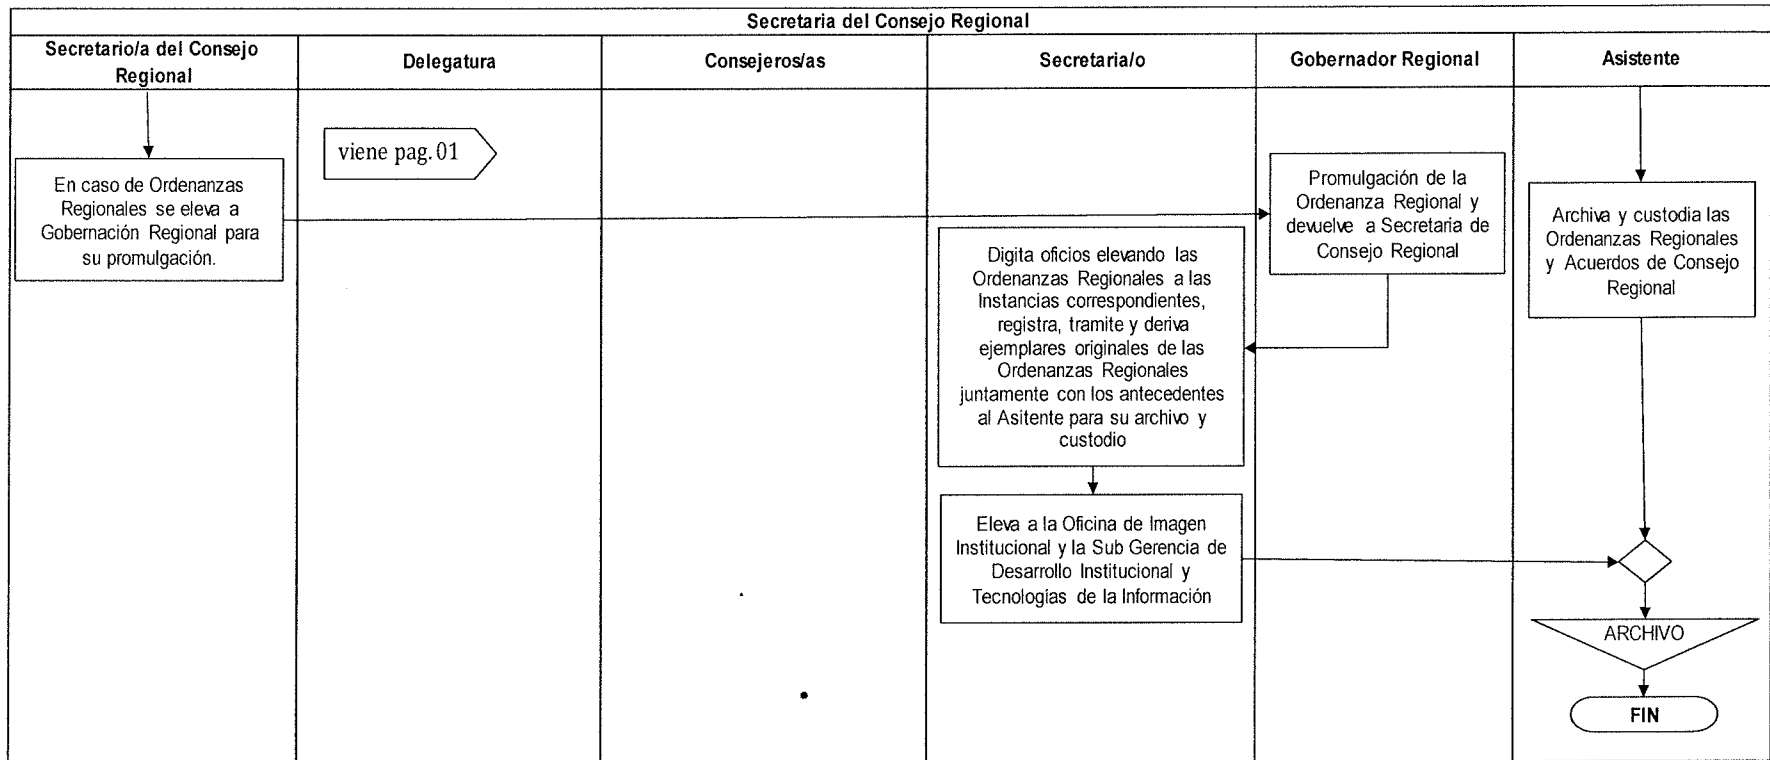 Secretaria del Consejo Regional
Secretario/a del Consejo
Regional
Delegatura
Consejeros/as
Secretaria/o
Gobernador Regional
Asistente
viene pag. 01
En caso de Ordenanzas
Regionales se eleva a
Gobernación Regional para
su promulgación.
Promulgación de la
Ordenanza Regional y
devuelve a Secretaria de
Consejo Regional
Archiva y custodia las
Ordenanzas Regionales
y Acuerdos de Consejo
Regional
Digita oficios elevando las
Ordenanzas Regionales a las
Instancias correspondientes,
registra, tramite y deriva
ejemplares originales de las
Ordenanzas Regionales
juntamente con los antecedentes
al Asitente para su archivo y
custodio
Eleva a la Oficina de Imagen
Institucional y la Sub Gerencia de
Desarrollo Institucional y
Tecnologías de la Información
ARCHIVO
FIN